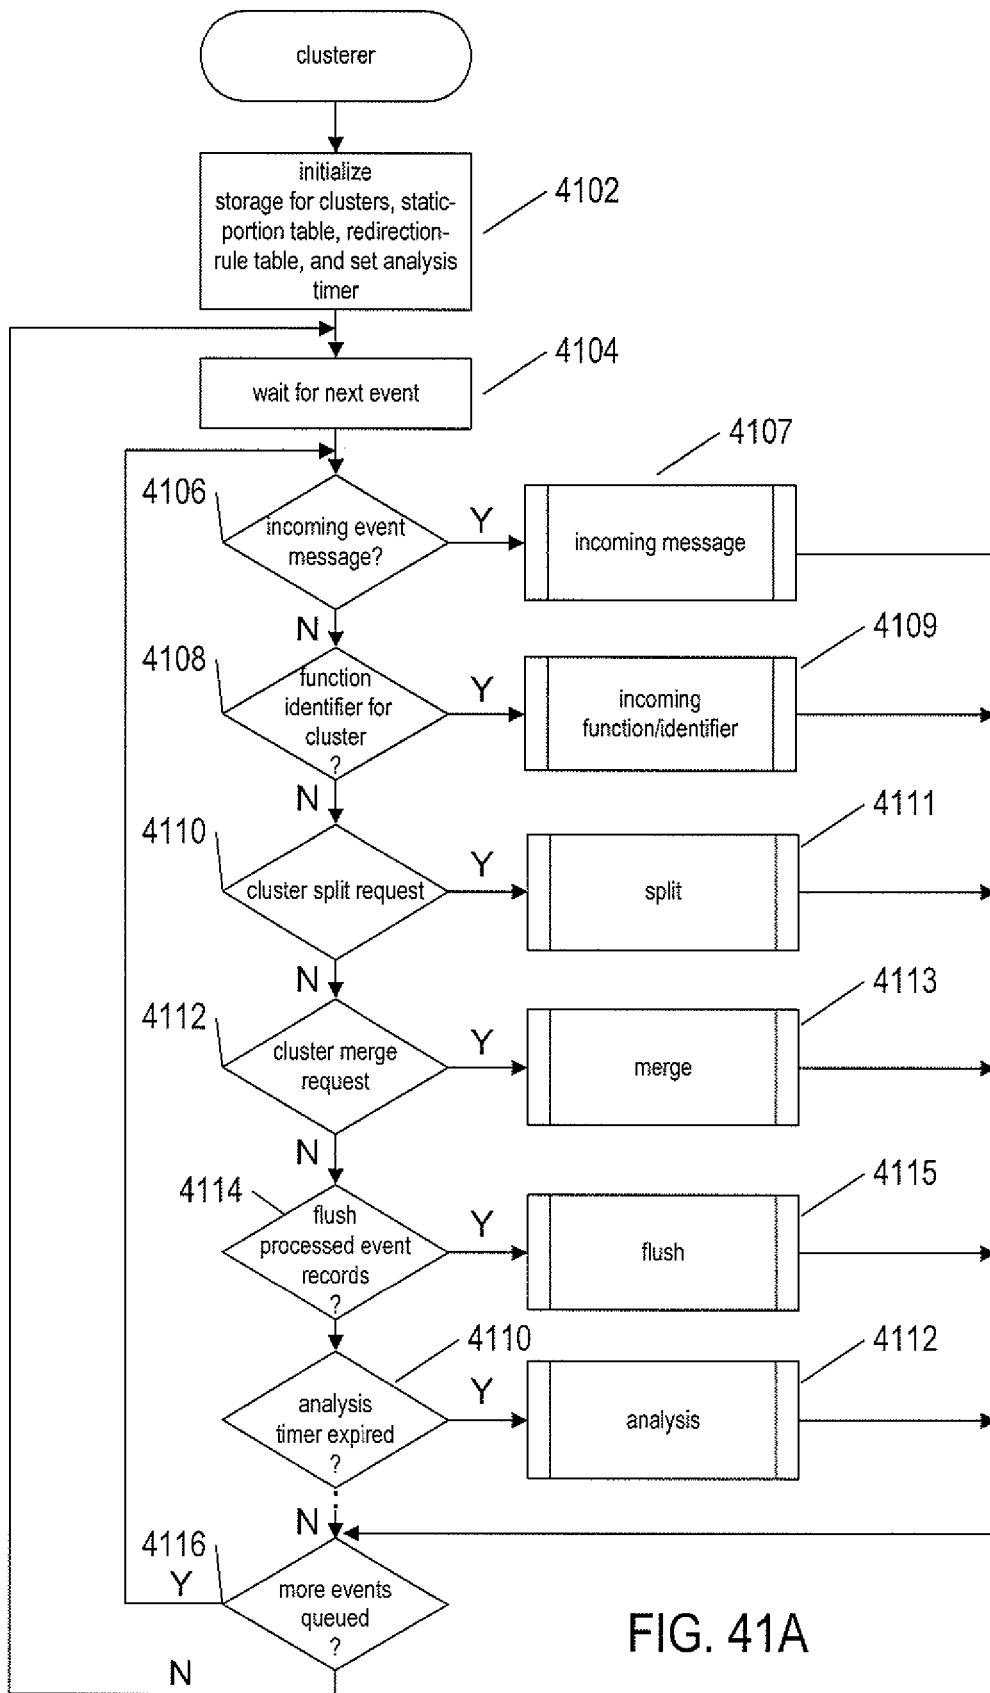 clusterer
initialize
storage for clusters, static-
portion table, redirection-
rule table, and set analysis
timer
4102
wait for next event
4104
4106
incoming event
message?
Y
N
incoming message
4107
4108
function
identifier for
cluster
?
Y
N
incoming
function/identifier
4109
4110
cluster split request
Y
N
split
4111
4112
cluster merge
request
Y
N
merge
4113
4114
flush
processed event
records
?
Y
flush
4115
4110
analysis
timer expired
?
Y
N
analysis
4112
4116
Y
more events
queued
?
N
FIG. 41A